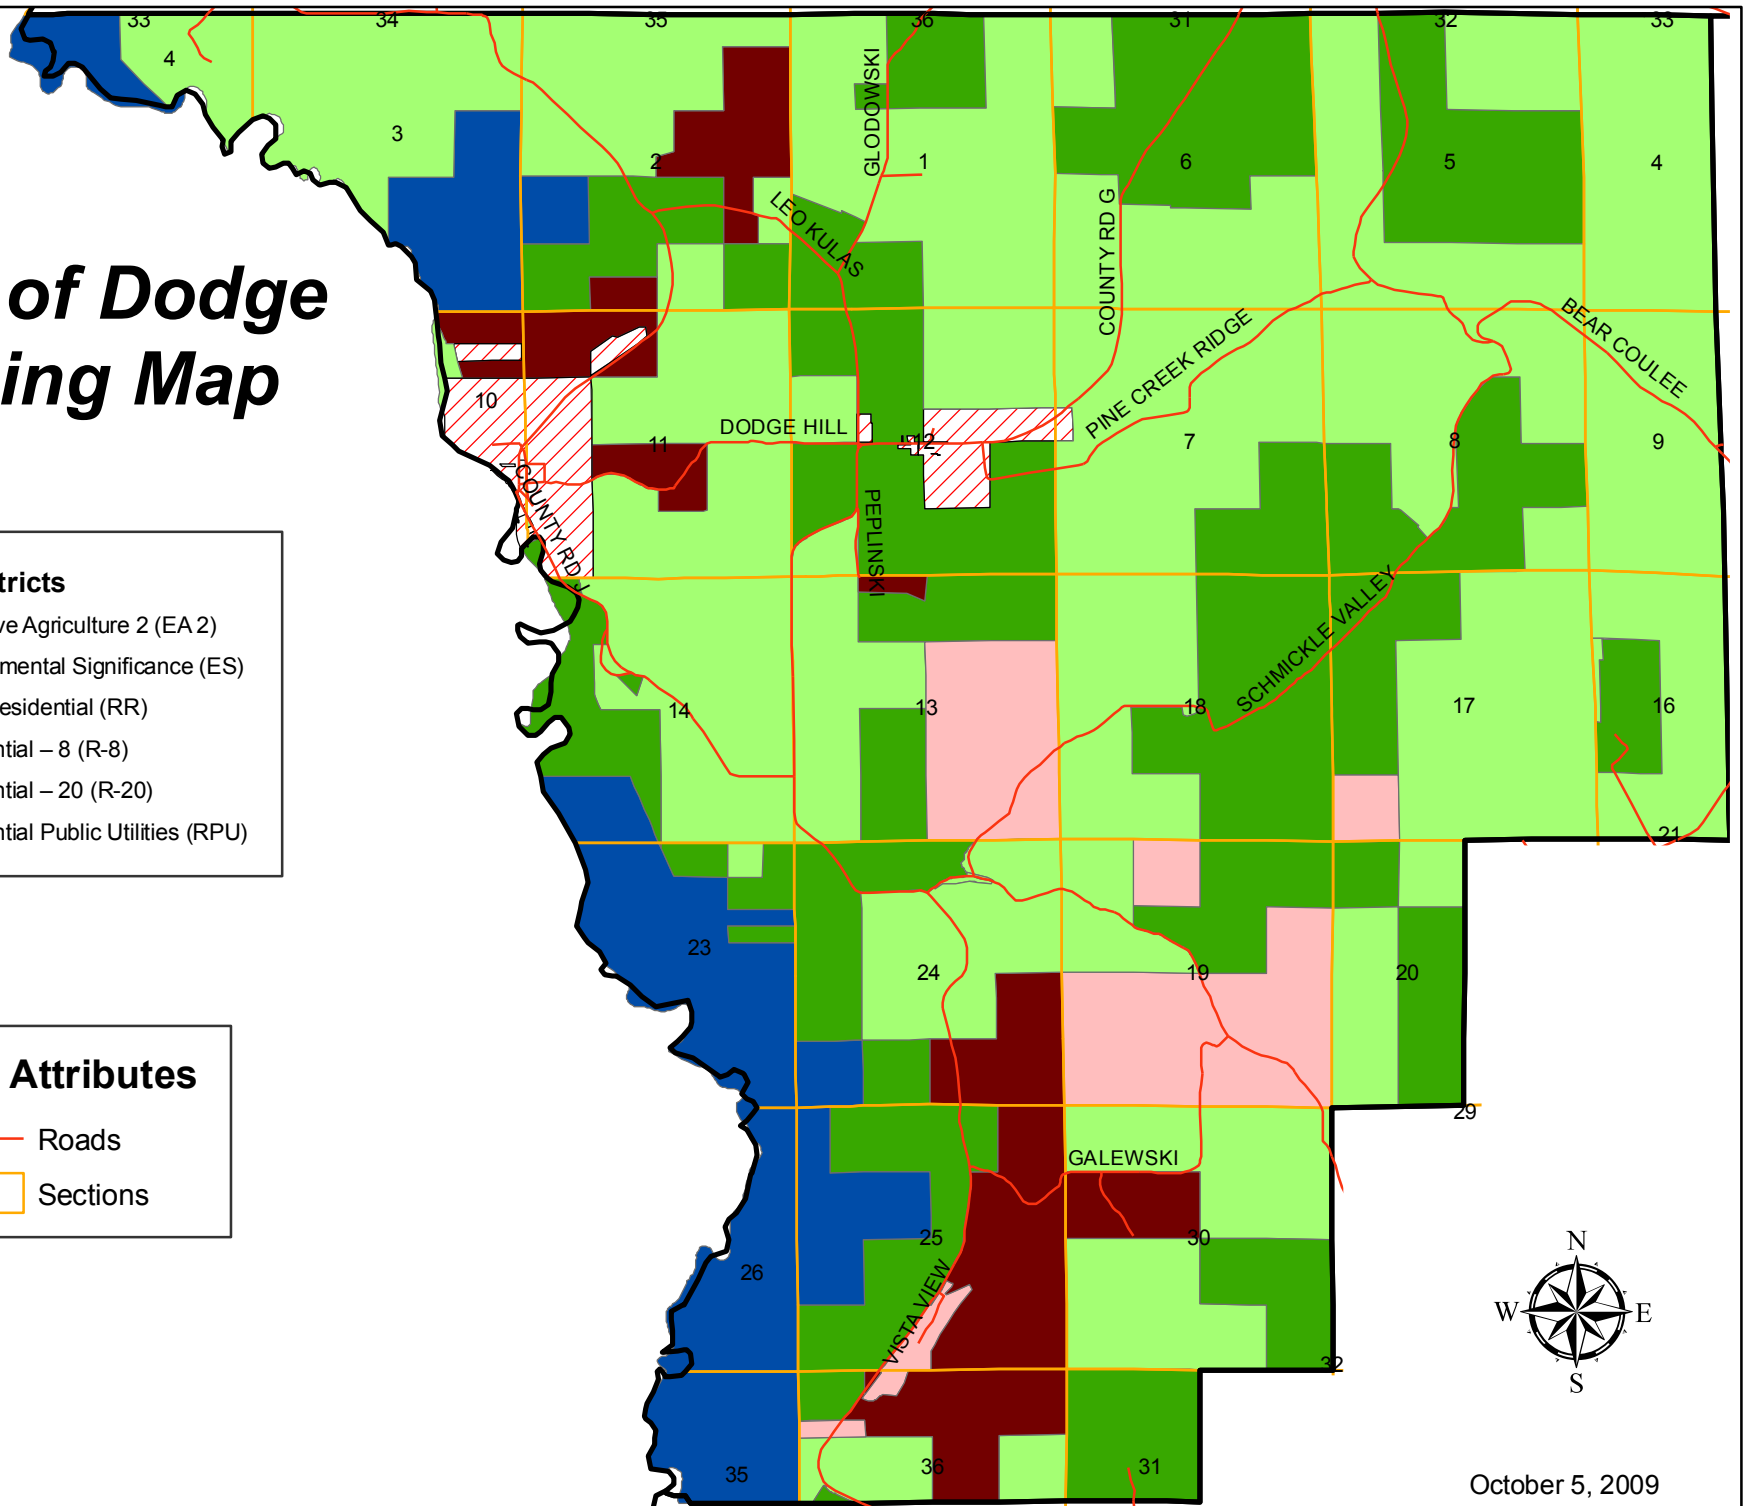 33
34
35
36
31
32
33
4
3
2
1
6
5
4
GLODOWSKI
LEO KULAS
COUNTY RD G
of Dodge
ing Map
PINE CREEK RIDGE
BEAR COULEE
10
11
DODGE HILL
12
7
8
9
COUNTY RD J
PEPLINSKI
SCHMICKLE VALLEY
tricts
ve Agriculture 2 (EA 2)
mental Significance (ES)
esidential (RR)
ntial – 8 (R-8)
ntial – 20 (R-20)
ntial Public Utilities (RPU)
14
13
18
17
16
21
23
24
19
20
Attributes
Roads
Sections
29
GALEWSKI
25
30
26
VISTA VIEW
32
N
W
E
S
35
36
31
October 5, 2009